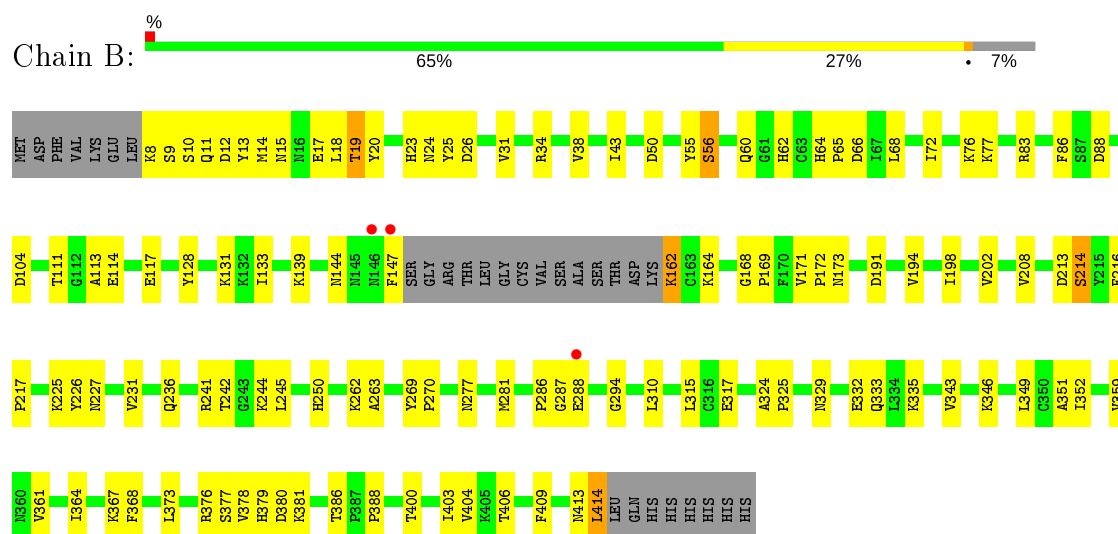 %
Chain B:
65% 27% • 7%
MET ASP PHE VAL LYS GLU LEU K8 S9 S10 Q11 D12 Y13 M14 N15 N16 E17 L18 T19 Y20 H23 N24 Y25 D26 V31 R34 V38 I43 D50 Y55 S56 Q60 G61 H62 C63 H64 P65 D66 I67 L68 I72 K76 K77 R83 F86 S87 D88
D104 T111 G112 A113 E114 E117 Y128 K131 K132 I133 K139 N144 N145 N146 F147 SER GLY ARG THR LEU GLY CYS VAL SER ALA SER SER THR ASP LYS K162 C163 K164 G168 P169 F170 V171 P172 N173 D191 V194 I198 V202 V208 D213 S214 Y215 E216
P217 K225 Y226 N227 V231 Q236 R241 T242 G243 K244 L245 H250 K262 A263 Y269 P270 N277 M281 P286 G287 E288 G294 L310 L315 C316 E317 A324 P325 N329 E332 Q333 L334 K335 V343 K346 L349 C350 A351 I352 V359
N360 V361 I364 K367 F368 L373 R376 S377 V378 H379 D380 K381 T386 P387 P388 T400 I403 V404 K405 T406 F409 N413 L414 LEU GLN HIS HIS HIS HIS HIS HIS